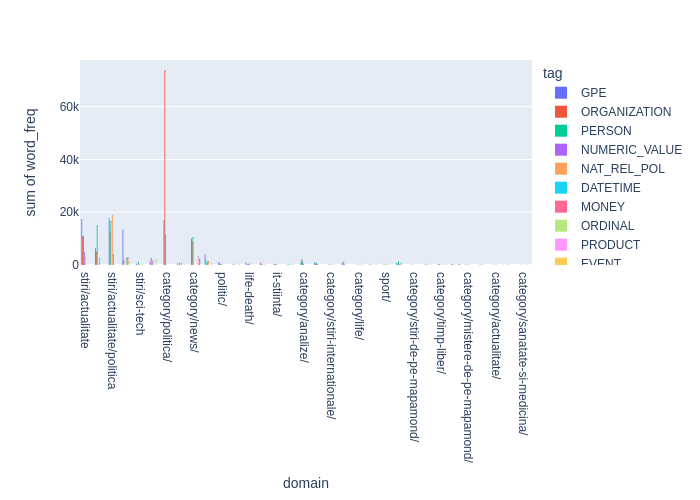 tag
GPE
ORGANIZATION
PERSON
NUMERIC_VALUE
NAT_REL_POL
DATETIME
MONEY
ORDINAL
PRODUCT
EVENT
sum of word_freq
60k
40k
20k
0
stiri/actualitate
stiri/actualitate/politica
stiri/sci-tech
category/politica/
category/news/
politic/
life-death/
it-stiinta/
category/analize/
category/stiri-internationale/
category/life/
sport/
category/stiri-de-pe-mapamond/
category/timp-liber/
category/mistere-de-pe-mapamond/
category/actualitate/
category/sanatate-si-medicina/
domain